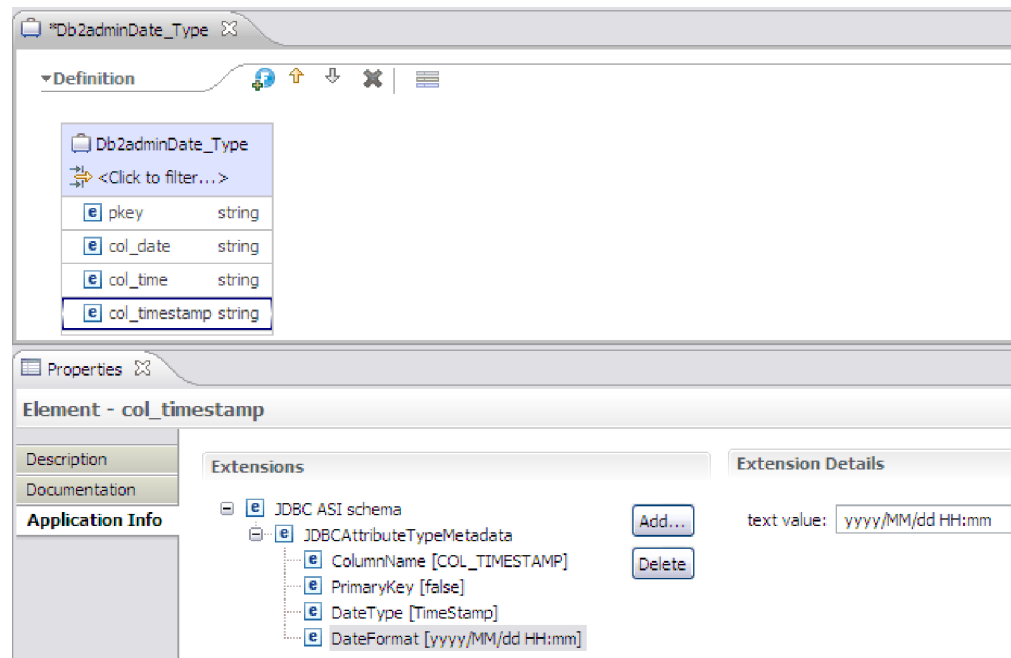 *Db2adminDate_Type
Definition
Db2adminDate_Type
<Click to filter...>
pkey string
col_date string
col_time string
col_timestamp string
Properties
Element - col_timestamp
Description
Documentation
Application Info
Extensions
JDBC ASI schema
JDBCAttributeTypeMetadata
ColumnName [COL_TIMESTAMP]
PrimaryKey [false]
DateType [TimeStamp]
DateFormat [yyyy/MM/dd HH:mm]
Add...
Delete
Extension Details
text value: yyyy/MM/dd HH:mm